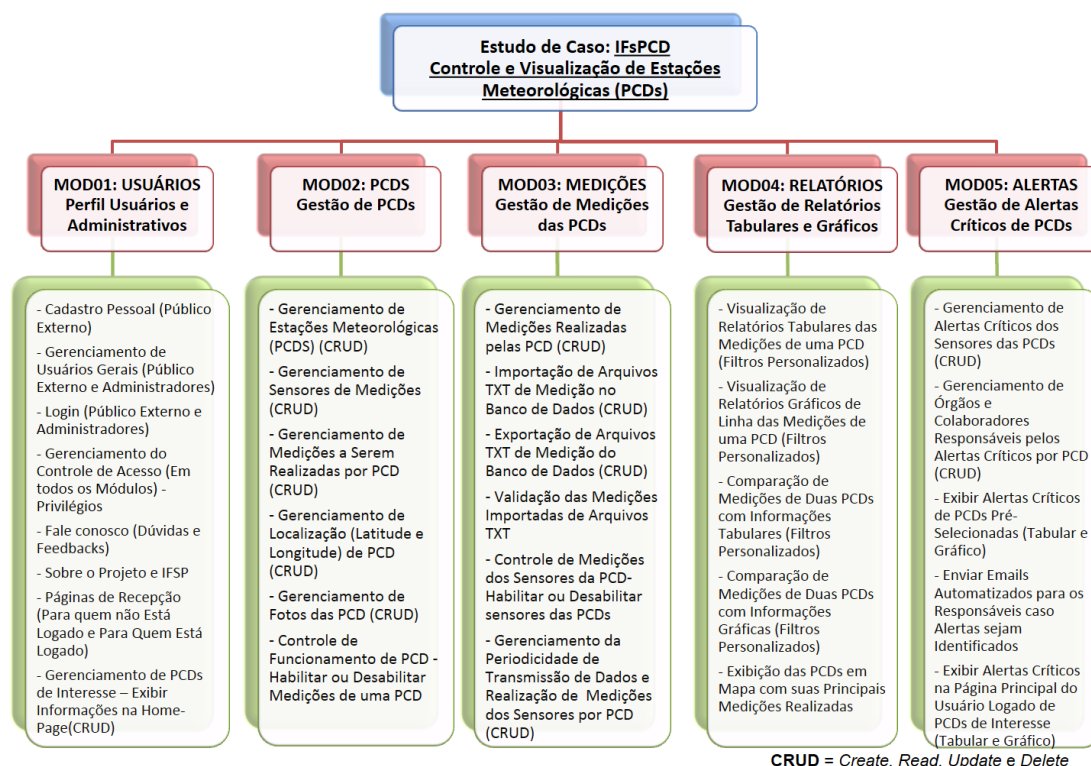 Estudo de Caso: IFsPCD
Controle e Visualização de Estações
Meteorológicas (PCDs)
MOD01: USUÁRIOS
Perfil Usuários e
Administrativos
- Cadastro Pessoal (Público
Externo)
- Gerenciamento de
Usuários Gerais (Público
Externo e Administradores)
- Login (Público Externo e
Administradores)
- Gerenciamento do
Controle de Acesso (Em
todos os Módulos) -
Privilégios
- Fale conosco (Dúvidas e
Feedbacks)
- Sobre o Projeto e IFSP
- Páginas de Recepção
(Para quem não Está
Logado e Para Quem Está
Logado)
- Gerenciamento de PCDs
de Interesse – Exibir
Informações na Home-
Page(CRUD)
MOD02: PCDS
Gestão de PCDs
- Gerenciamento de
Estações Meteorológicas
(PCDS) (CRUD)
- Gerenciamento de
Sensores de Medições
(CRUD)
- Gerenciamento de
Medições a Serem
Realizadas por PCD
(CRUD)
- Gerenciamento de
Localização (Latitude e
Longitude) de PCD
(CRUD)
- Gerenciamento de
Fotos das PCD (CRUD)
- Controle de
Funcionamento de PCD -
Habilitar ou Desabilitar
Medições de uma PCD
MOD03: MEDIÇÕES
Gestão de Medições
das PCDs
- Gerenciamento de
Medições Realizadas
pelas PCD (CRUD)
- Importação de Arquivos
TXT de Medição no
Banco de Dados (CRUD)
- Exportação de Arquivos
TXT de Medição do
Banco de Dados (CRUD)
- Validação das Medições
Importadas de Arquivos
TXT
- Controle de Medições
dos Sensores da PCD-
Habilitar ou Desabilitar
sensores das PCDs
- Gerenciamento da
Periodicidade de
Transmissão de Dados e
Realização de Medições
dos Sensores por PCD
(CRUD)
MOD04: RELATÓRIOS
Gestão de Relatórios
Tabulares e Gráficos
- Visualização de
Relatórios Tabulares das
Medições de uma PCD
(Filtros Personalizados)
- Visualização de
Relatórios Gráficos de
Linha das Medições de
uma PCD (Filtros
Personalizados)
- Comparação de
Medições de Duas PCDs
com Informações
Tabulares (Filtros
Personalizados)
- Comparação de
Medições de Duas PCDs
com Informações
Gráficas (Filtros
Personalizados)
- Exibição das PCDs em
Mapa com suas Principais
Medições Realizadas
MOD05: ALERTAS
Gestão de Alertas
Críticos de PCDs
- Gerenciamento de
Alertas Críticos dos
Sensores das PCDs
(CRUD)
- Gerenciamento de
Órgãos e
Colaboradores
Responsáveis pelos
Alertas Críticos por PCD
(CRUD)
- Exibir Alertas Críticos
de PCDs Pré-
Selecionadas (Tabular e
Gráfico)
- Enviar Emails
Automatizados para os
Responsáveis caso
Alertas sejam
Identificados
- Exibir Alertas Críticos
na Página Principal do
Usuário Logado de
PCDs de Interesse
(Tabular e Gráfico)
CRUD = Create, Read, Update e Delete